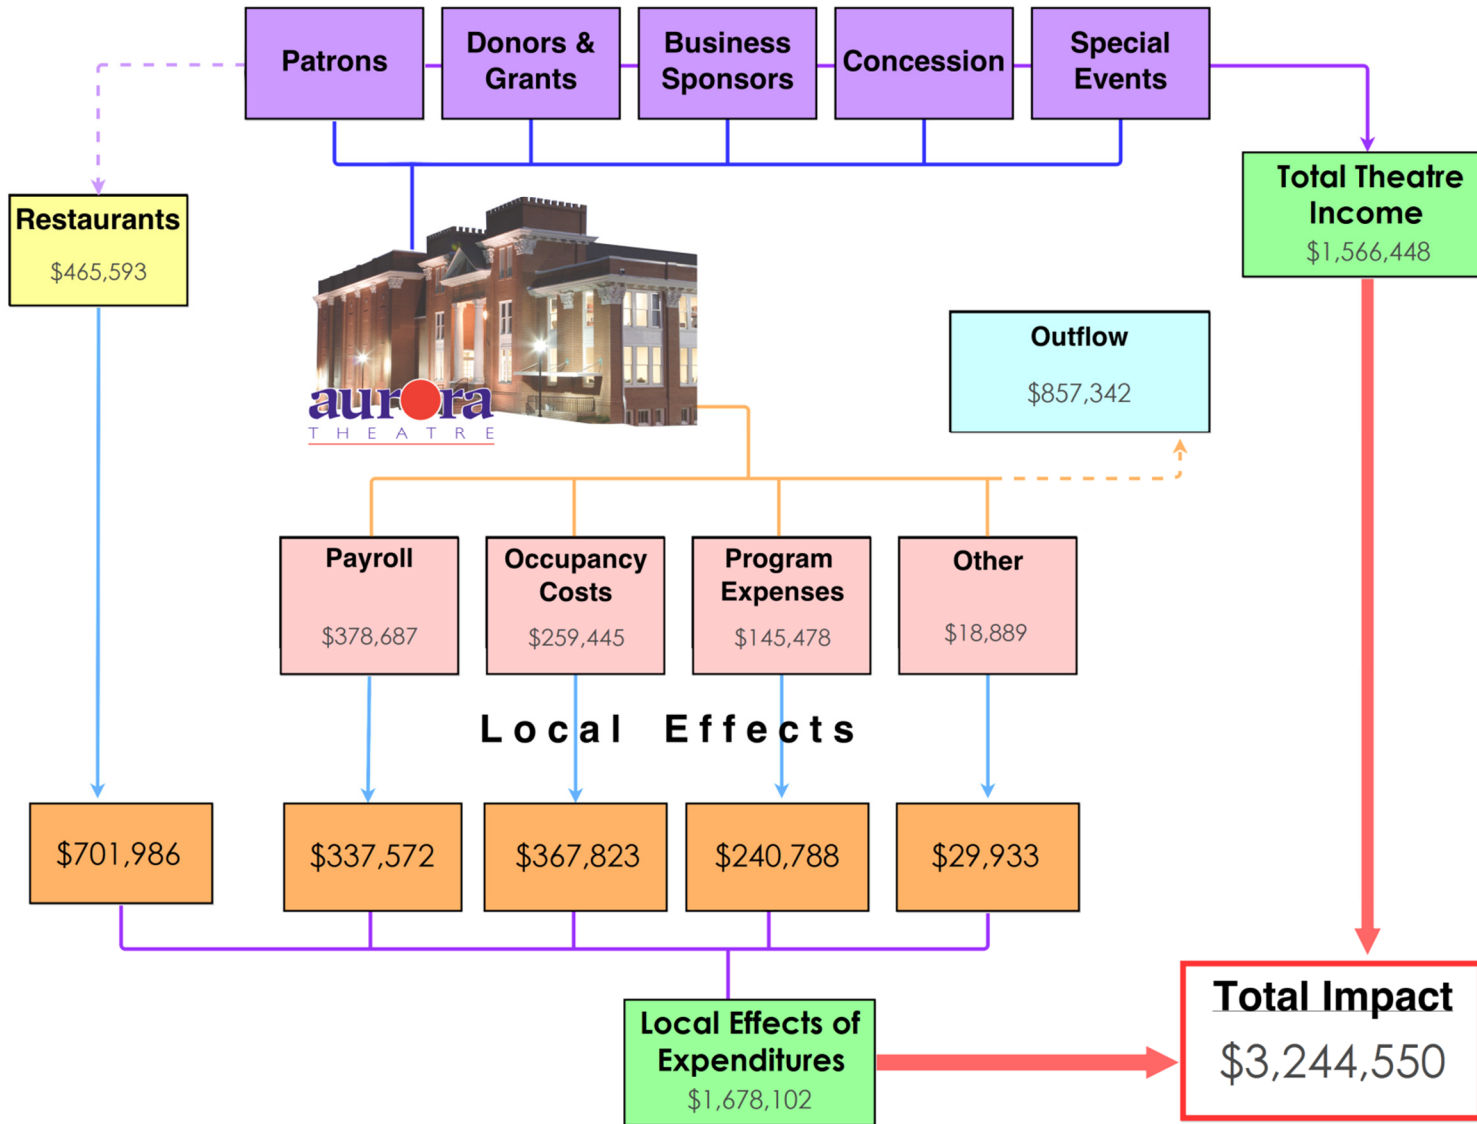 Patrons
Donors &
Grants
Business
Sponsors
Concession
Special
Events
Restaurants
$465,593
Total Theatre
Income
$1,566,448
Outflow
$857,342
aurora
THEATRE
Payroll
$378,687
Occupancy
Costs
$259,445
Program
Expenses
$145,478
Other
$18,889
Local Effects
$701,986
$337,572
$367,823
$240,788
$29,933
Local Effects of
Expenditures
$1,678,102
Total Impact
$3,244,550